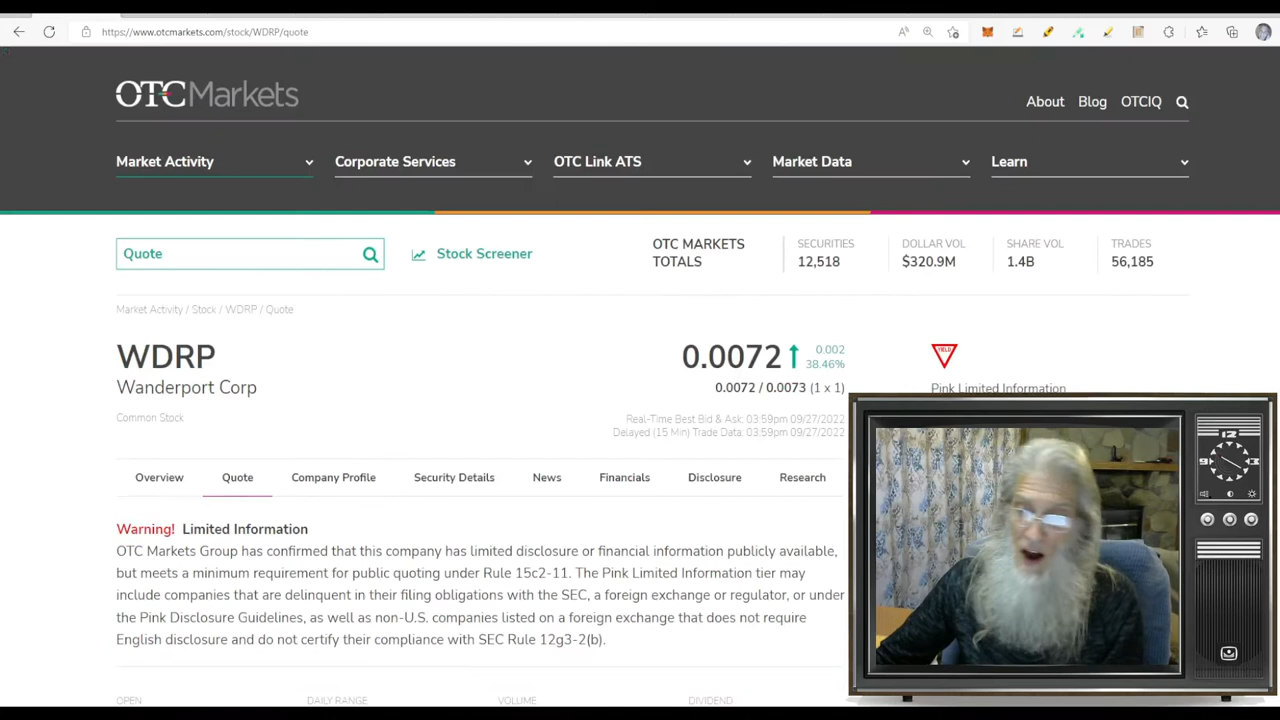 https://www.otcmarkets.com/stock/WDRP/quote
OTCMarkets
About Blog OTCIQ
Market Activity Corporate Services OTC Link ATS Market Data Learn
Quote Stock Screener
OTC MARKETS TOTALS
SECURITIES DOLLAR VOL SHARE VOL TRADES
12,518 $320.9M 1.4B 56,185
Market Activity / Stock / WDRP / Quote
WDRP 0.0072 0.002 38.46%
YIELD
Wanderport Corp 0.0072 / 0.0073 (1 x 1) Pink Limited Information
Common Stock
Real-Time Best Bid & Ask: 03:59pm 09/27/2022
Delayed (15 Min) Trade Data: 03:59pm 09/27/2022
Overview Quote Company Profile Security Details News Financials Disclosure Research
Warning! Limited Information
OTC Markets Group has confirmed that this company has limited disclosure or financial information publicly available,
but meets a minimum requirement for public quoting under Rule 15c2-11. The Pink Limited Information tier may
include companies that are delinquent in their filing obligations with the SEC, a foreign exchange or regulator, or under
the Pink Disclosure Guidelines, as well as non-U.S. companies listed on a foreign exchange that does not require
English disclosure and do not certify their compliance with SEC Rule 12g3-2(b).
OPEN DAILY RANGE VOLUME DIVIDEND
12
9 3